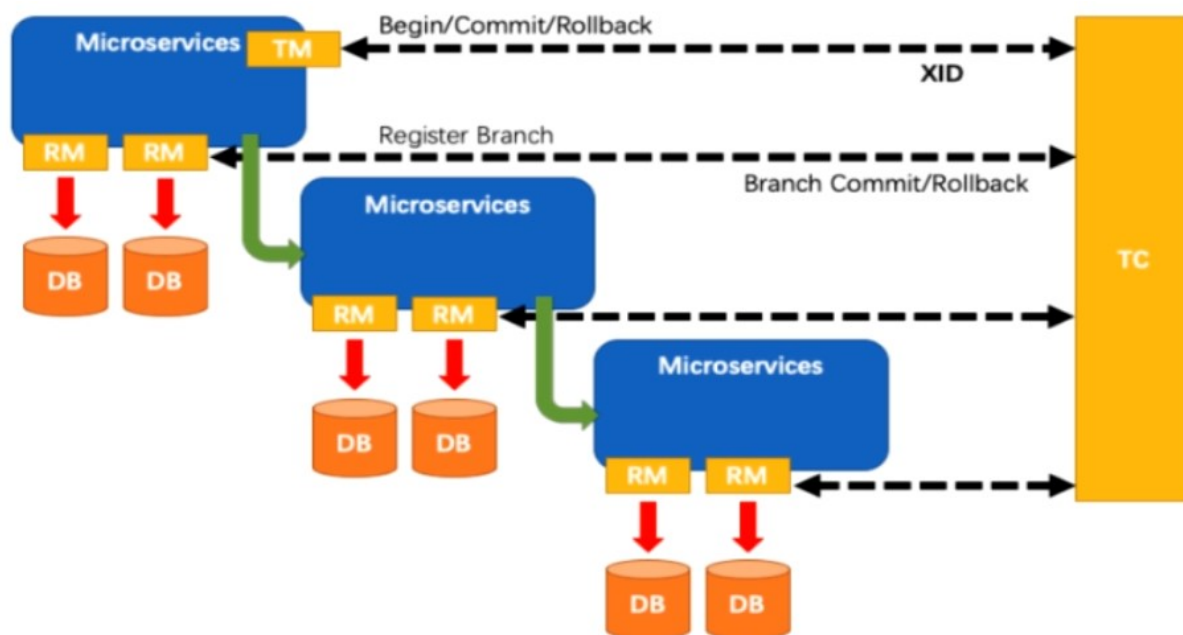 Begin/Commit/Rollback
Microservices
TM
XID
Register Branch
RM
RM
Branch Commit/Rollback
Microservices
DB
DB
TC
RM
RM
Microservices
DB
DB
RM
RM
DB
DB